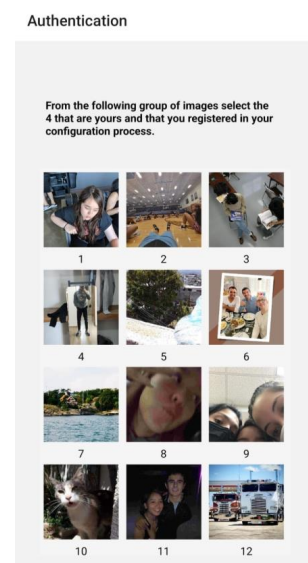 Authentication
From the following group of images select the
4 that are yours and that you registered in your
configuration process.
1 2 3
4 5 6
7 8 9
10 11 12